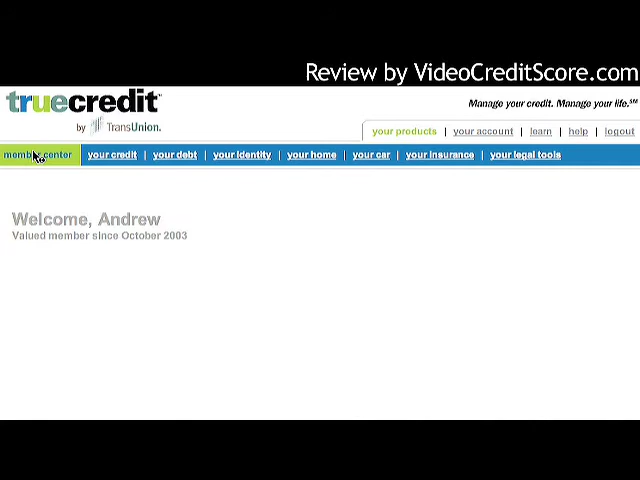 Review by VideoCreditScore.com
truecredit™
Manage your credit. Manage your life.℠
by TransUnion.
your products | your account | learn | help | logout
member center your credit | your debt | your identity | your home | your car | your insurance | your legal tools
Welcome, Andrew
Valued member since October 2003